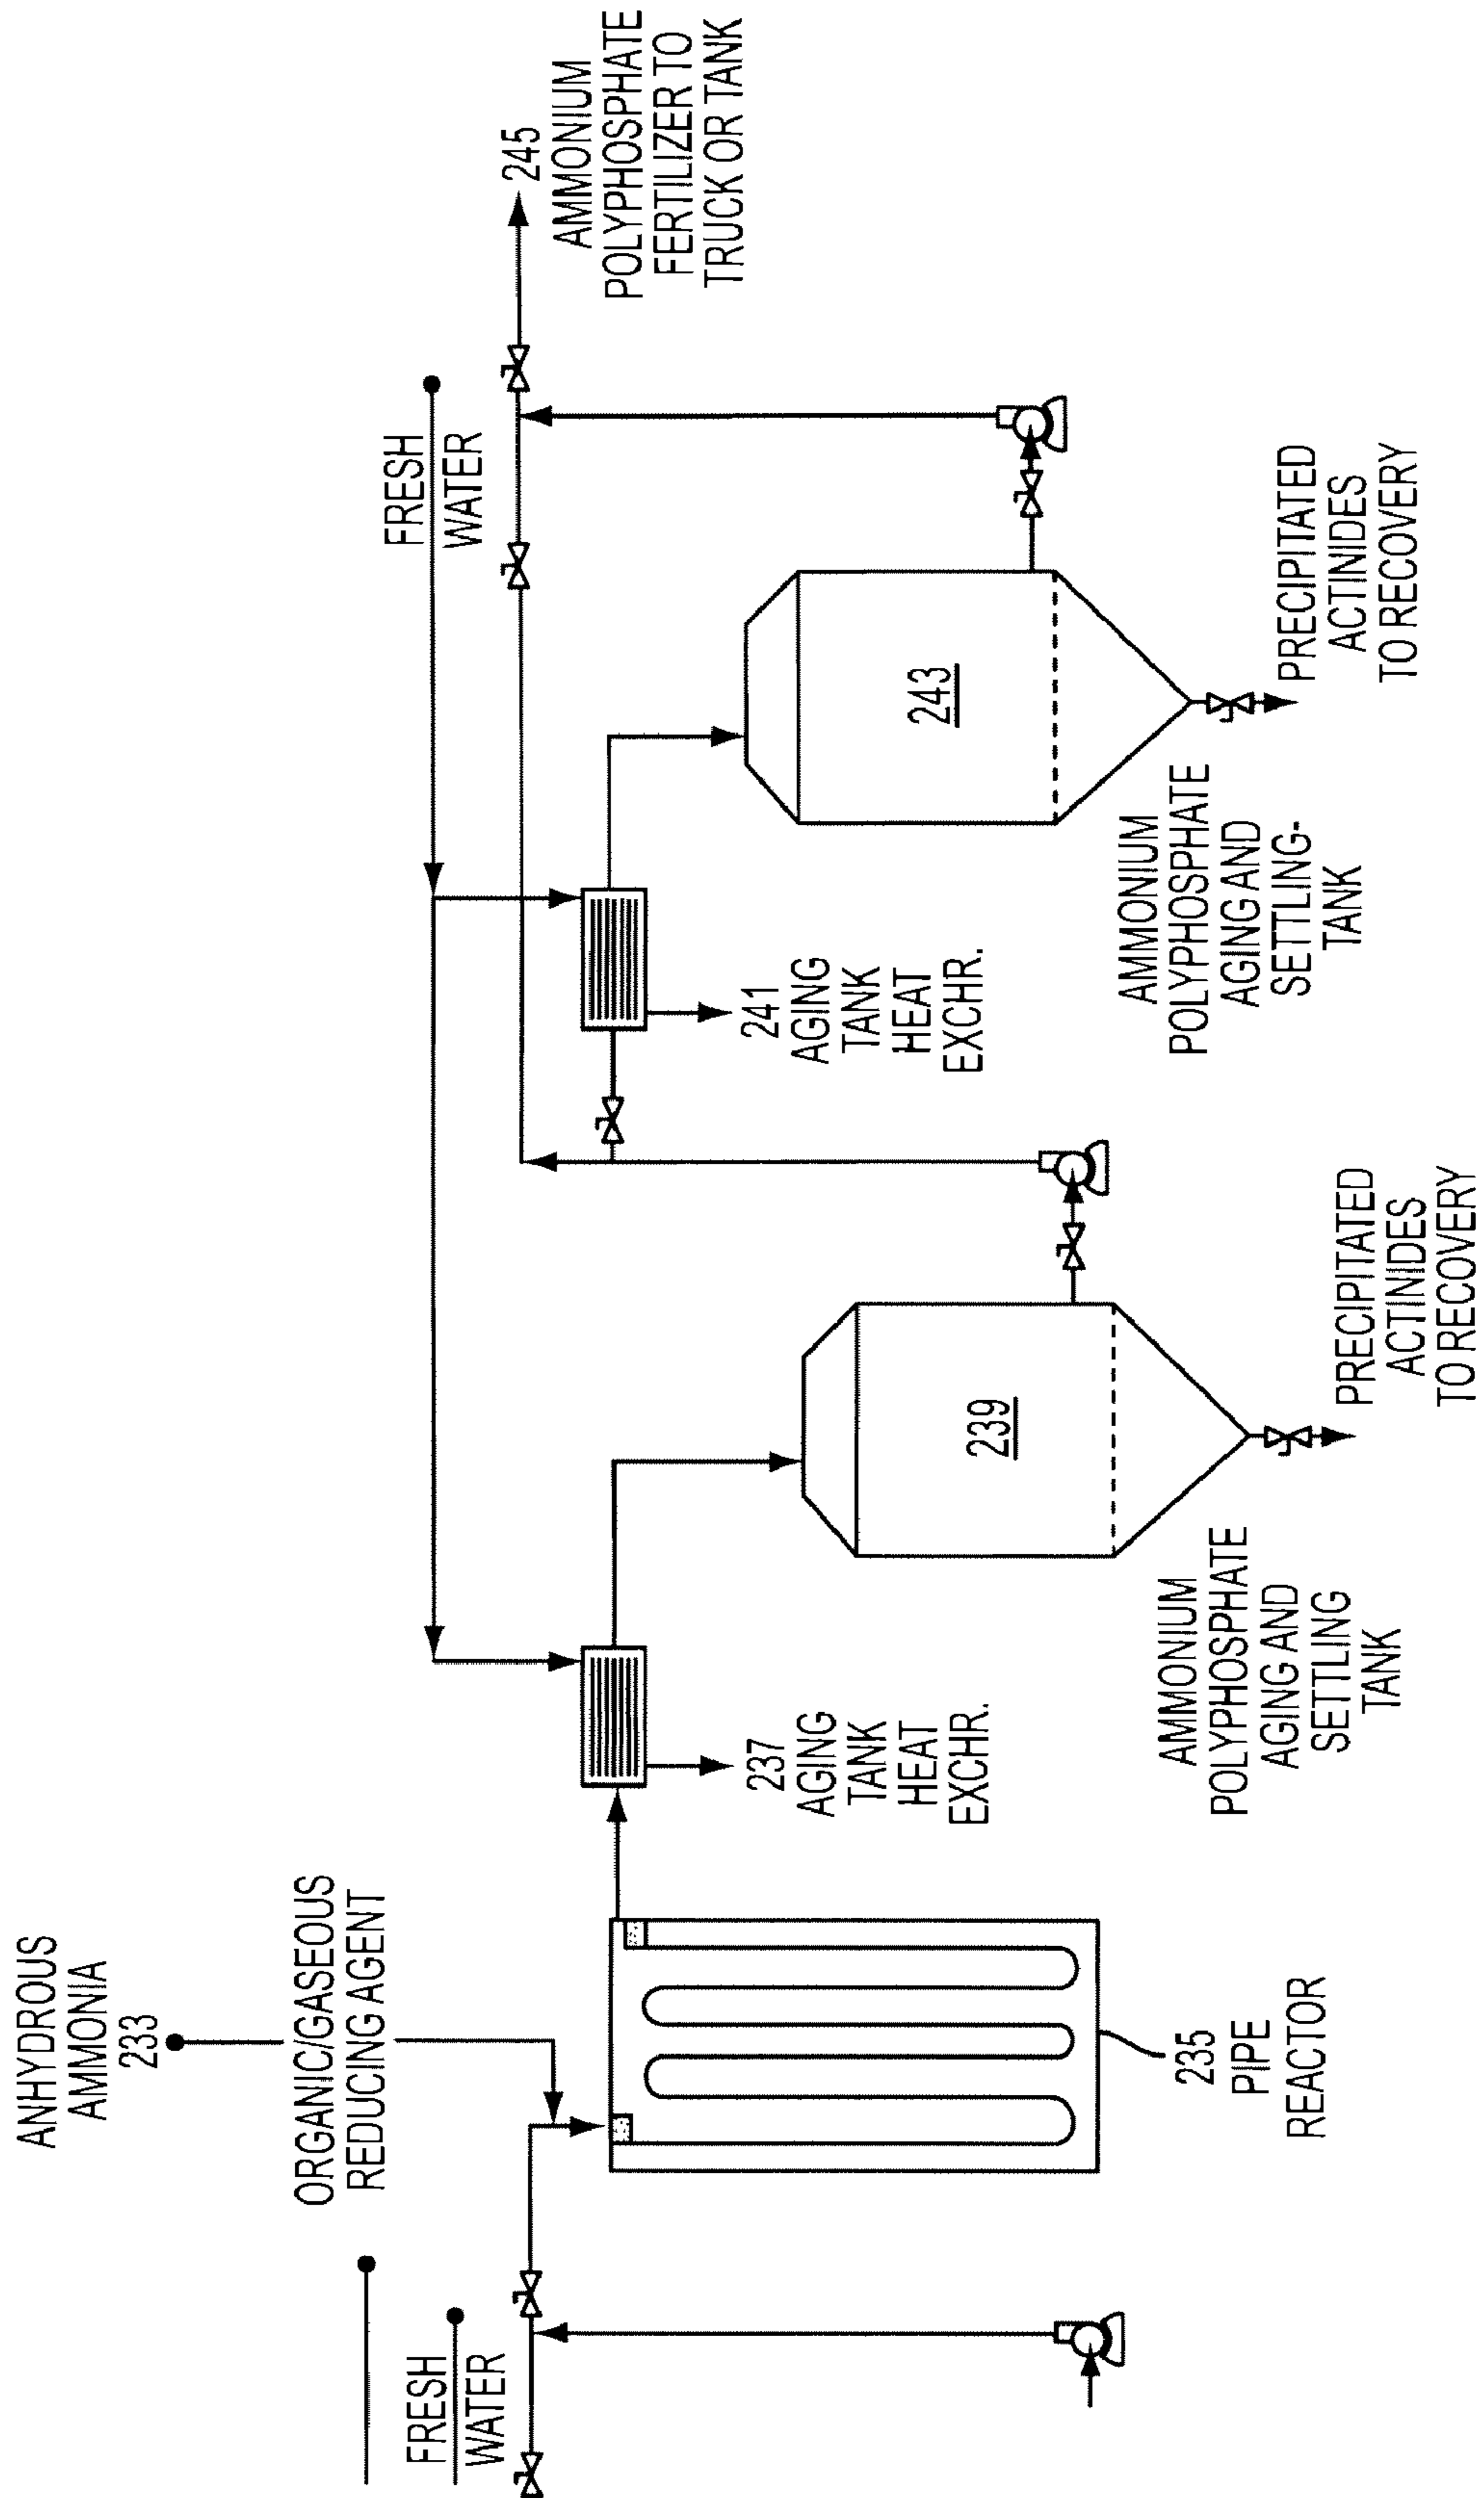 ANHYDROUS
AMMONIA
233
ORGANIC/GASEOUS
REDUCING AGENT
FRESH
WATER
235
PIPE
REACTOR
237
AGING
TANK
HEAT
EXCHR.
239
AMMONIUM
POLYPHOSPHATE
AGING AND
SETTLING
TANK
PRECIPITATED
ACTINIDES
TO RECOVERY
241
AGING
TANK
HEAT
EXCHR.
243
AMMONIUM
POLYPHOSPHATE
AGING AND
SETTLING-
TANK
PRECIPITATED
ACTINIDES
TO RECOVERY
FRESH
WATER
245
AMMONIUM
POLYPHOSPHATE
FERTILIZER TO
TRUCK OR TANK